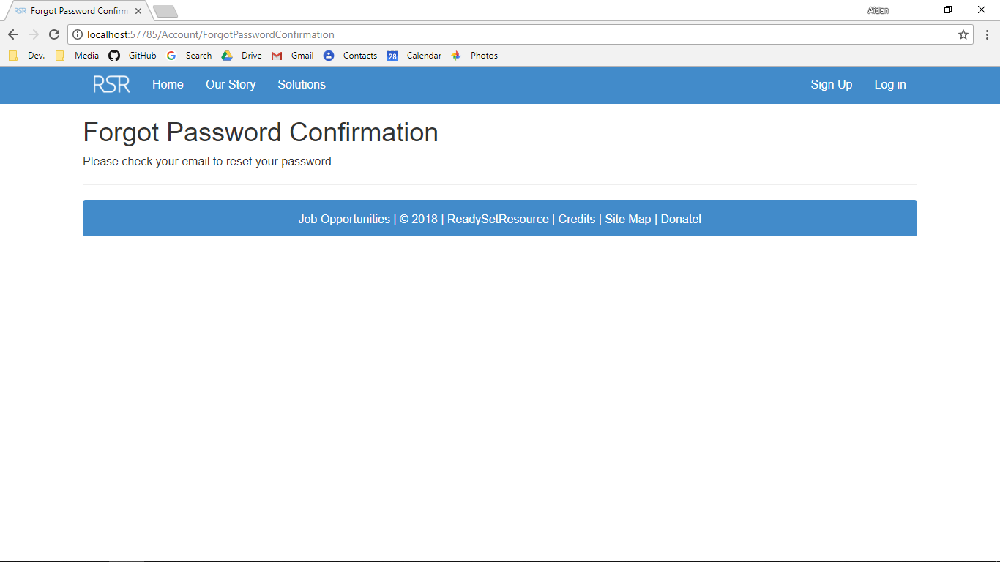 RSR Forgot Password Confirm
Aidan
localhost:57785/Account/ForgotPasswordConfirmation
Dev. Media GitHub Search Drive Gmail Contacts 28 Calendar Photos
RSR Home Our Story Solutions Sign Up Log in
Forgot Password Confirmation
Please check your email to reset your password.
Job Opportunities | © 2018 | ReadySetResource | Credits | Site Map | Donate!